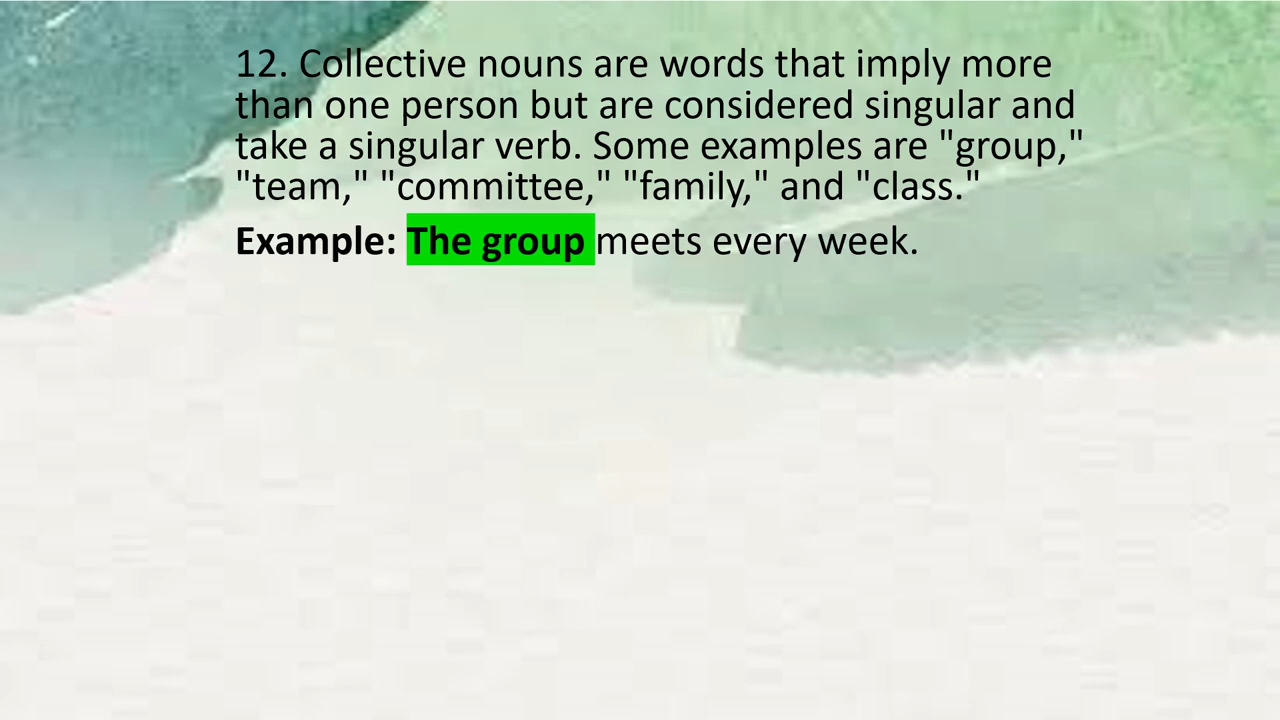 12. Collective nouns are words that imply more
than one person but are considered singular and
take a singular verb. Some examples are "group,"
"team," "committee," "family," and "class."
Example: The group meets every week.